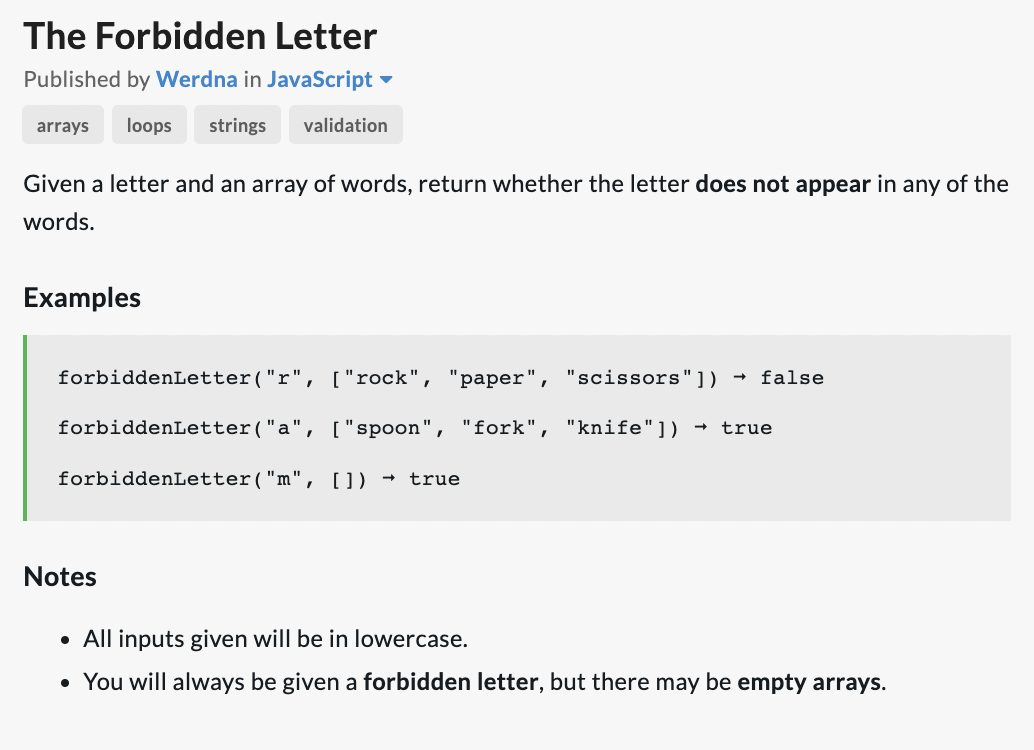 The Forbidden Letter
Published by Werdna in JavaScript
arrays loops strings validation
Given a letter and an array of words, return whether the letter does not appear in any of the
words.
Examples
forbiddenLetter("r", ["rock", "paper", "scissors"]) → false
forbiddenLetter("a", ["spoon", "fork", "knife"]) → true
forbiddenLetter("m", []) → true
Notes
• All inputs given will be in lowercase.
• You will always be given a forbidden letter, but there may be empty arrays.